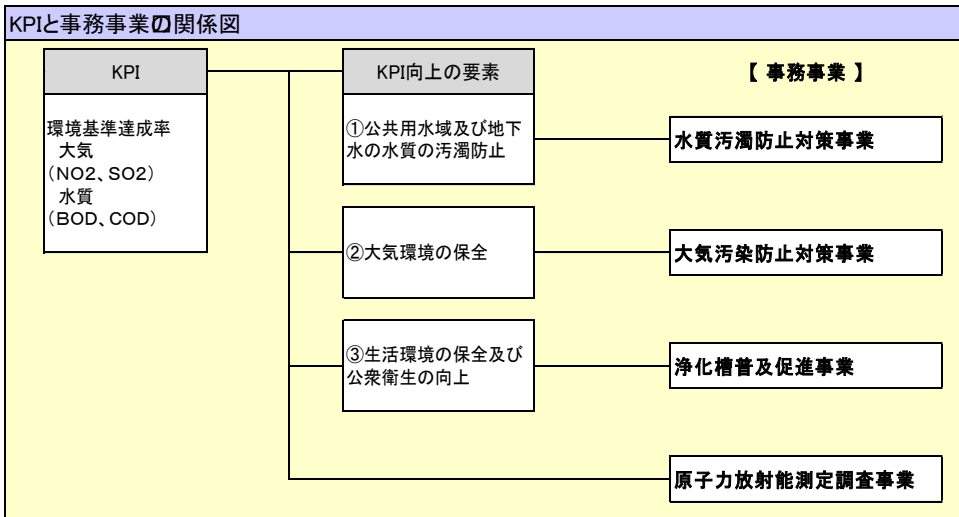 KPIと事務事業の関係図
KPI
環境基準達成率
大気
(NO2、SO2)
水質
(BOD、COD)
KPI向上の要素
①公共用水域及び地下
水の水質の汚濁防止
②大気環境の保全
③生活環境の保全及び
公衆衛生の向上
【 事務事業 】
水質汚濁防止対策事業
大気汚染防止対策事業
浄化槽普及促進事業
原子力放射能測定調査事業